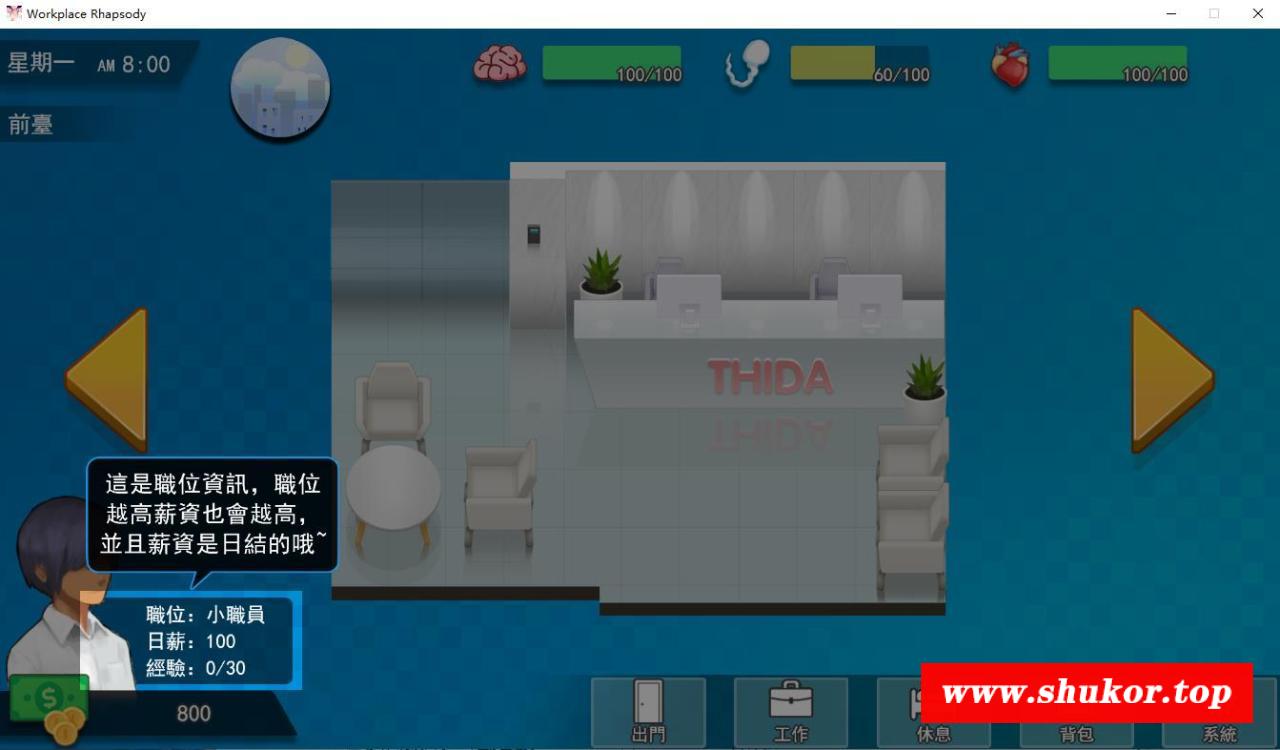 Workplace Rhapsody
星期一 AM 8:00
100/100
60/100
100/100
前臺
THIDA
這是職位資訊，職位
越高薪資也會越高，
並且薪資是日結的哦~
職位：小職員
日薪：100
經驗：0/30
800
www.shukor.top
出門
工作
休息
背包
系統